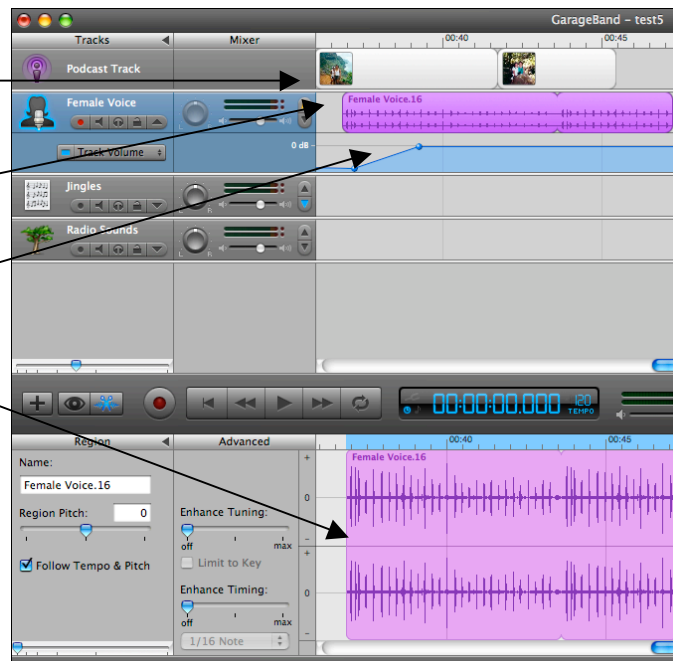 GarageBand – test5
Tracks Mixer 00:40 00:45
Podcast Track
Female Voice Female Voice.16
L R
Track Volume 0 dB
Jingles
L R
Radio Sounds
L R
00:00:00.000 120
TEMPO
Region Advanced 00:40 00:45
Name: + Female Voice.16
Female Voice.16 0
Region Pitch: 0 Enhance Tuning:
off max -
Follow Tempo & Pitch Limit to Key +
Enhance Timing: 0
off max
1/16 Note -